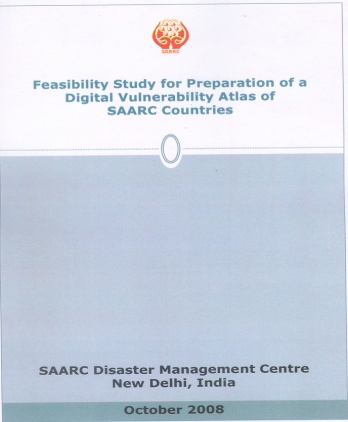 SAARC
Feasibility Study for Preparation of a
Digital Vulnerability Atlas of
SAARC Countries
SAARC Disaster Management Centre
New Delhi, India
October 2008